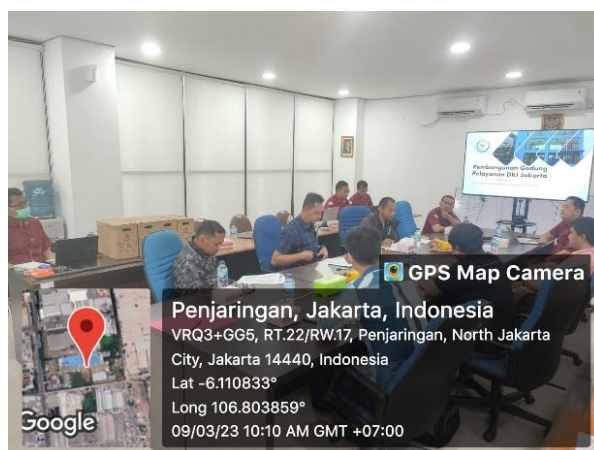 Pembangunan Gedung
Pelayanan DKI Jakarta
GPS Map Camera
Penjaringan, Jakarta, Indonesia
VRQ3+GG5, RT.22/RW.17, Penjaringan, North Jakarta
City, Jakarta 14440, Indonesia
Lat -6.110833°
Long 106.803859°
09/03/23 10:10 AM GMT +07:00
Google